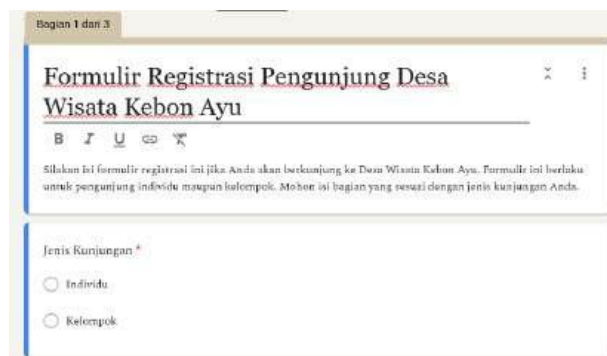 Bagian 1 dari 3
Formulir Registrasi Pengunjung Desa
Wisata Kebon Ayu
B I U
Silakan isi formulir registrasi ini jika Anda akan berkunjung ke Desa Wisata Kebon Ayu. Formulir ini berlaku
untuk pengunjung individu maupun kelompok. Mohon isi bagian yang sesuai dengan jenis kunjungan Anda.
Jenis Kunjungan *
Individu
Kelompok